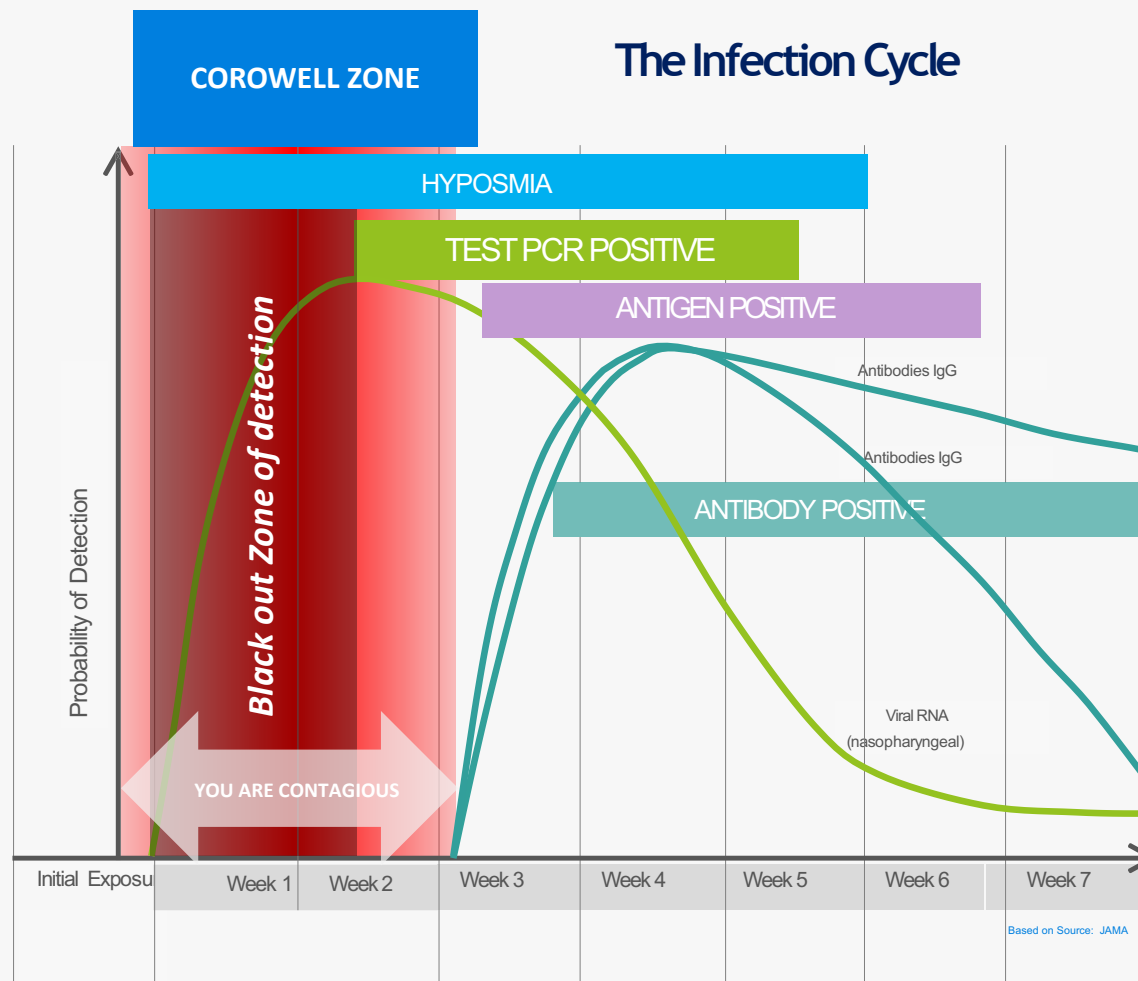 COROWELL ZONE
The Infection Cycle
HYPOSMIA
TEST PCR POSITIVE
ANTIGEN POSITIVE
Antibodies IgG
Antibodies IgG
ANTIBODY POSITIVE
Black out Zone of detection
Probability of Detection
Viral RNA
(nasopharyngeal)
YOU ARE CONTAGIOUS
Initial Exposu
Week 1
Week 2
Week 3
Week 4
Week 5
Week 6
Week 7
Based on Source: JAMA